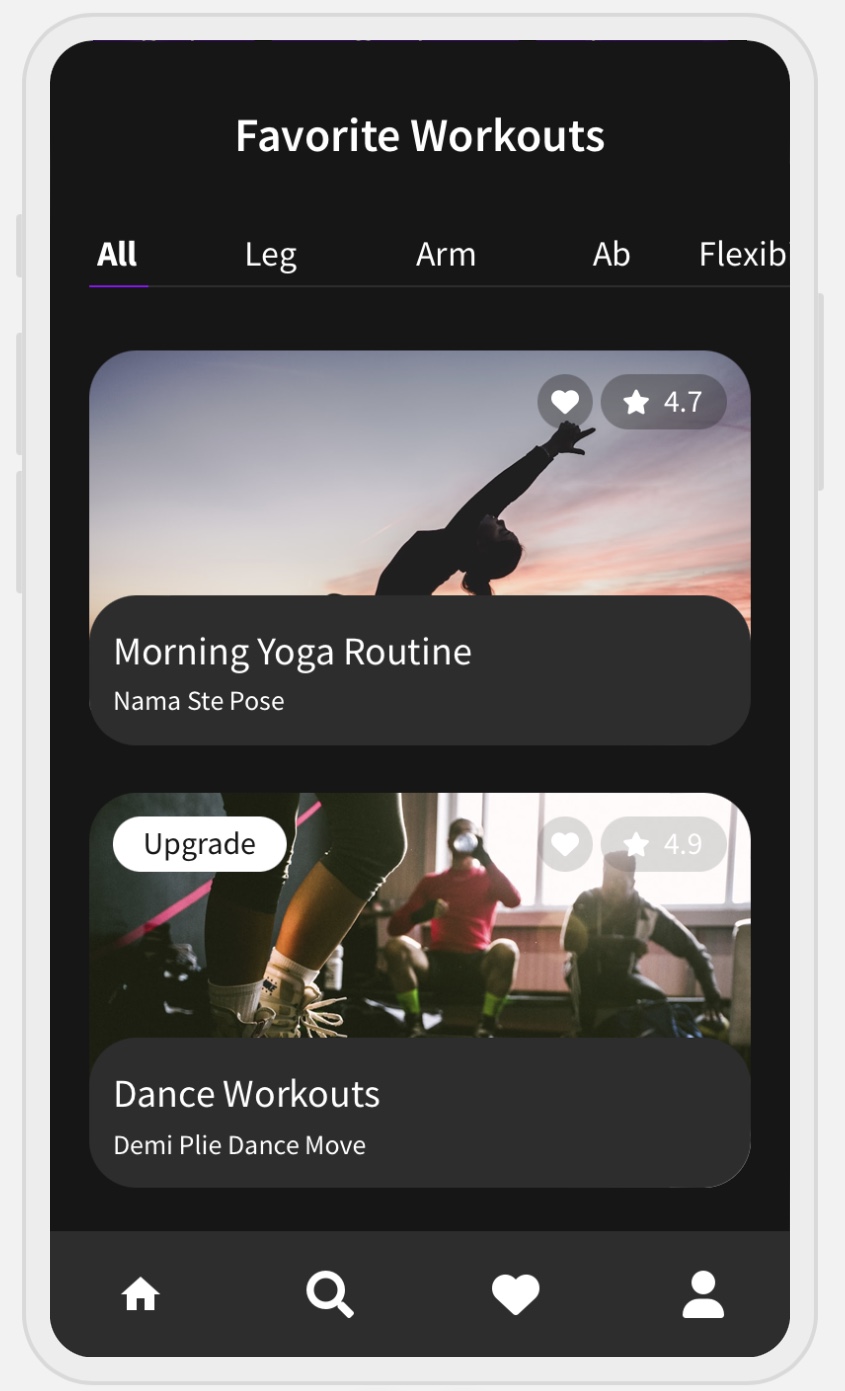 Favorite Workouts
All Leg Arm Ab Flexib
4.7
Morning Yoga Routine
Nama Ste Pose
Upgrade 4.9
Dance Workouts
Demi Plie Dance Move